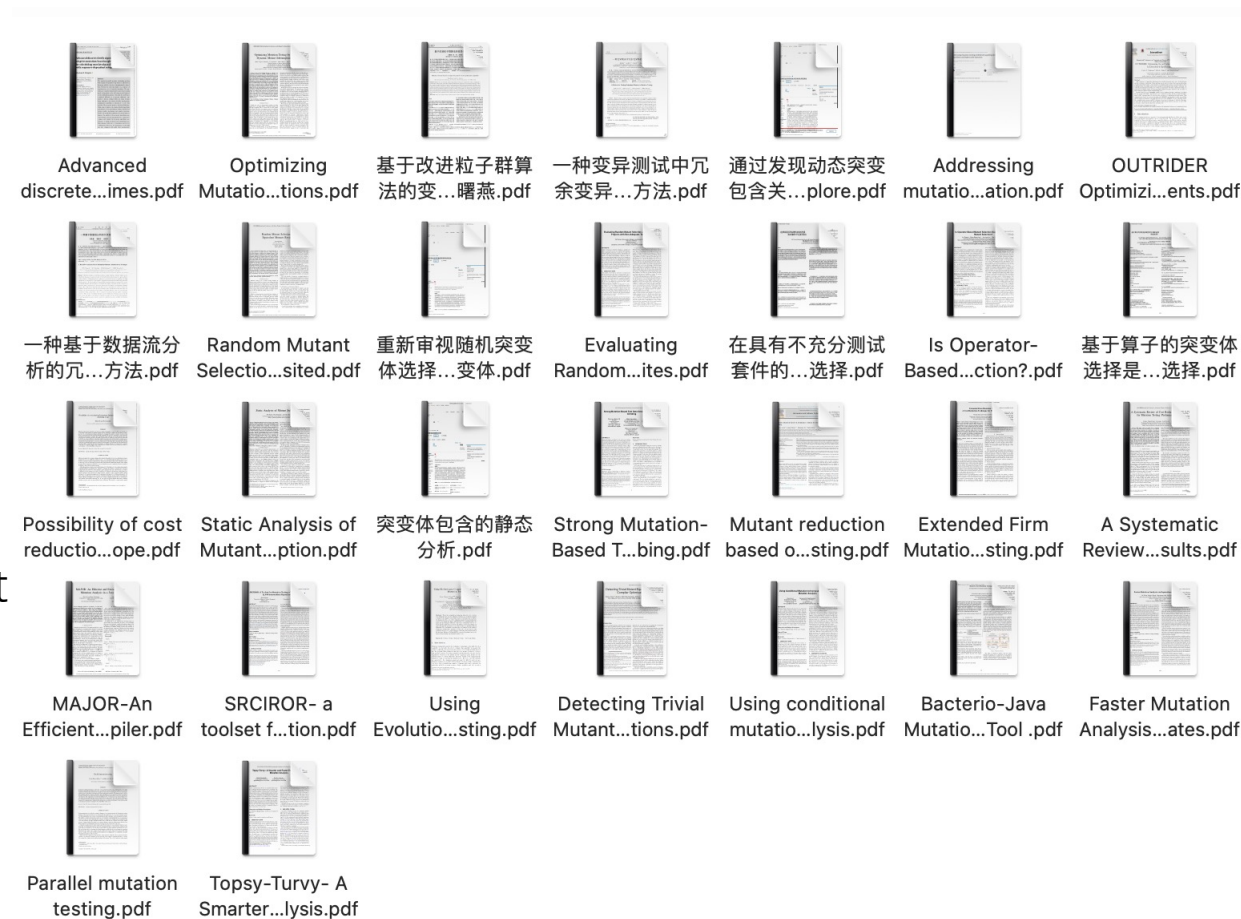 Advanced
discrete...imes.pdf
Optimizing
Mutatio...tions.pdf
基于改进粒子群算
法的变…曙燕.pdf
一种变异测试中冗
余变异…方法.pdf
通过发现动态突变
包含关…plore.pdf
Addressing
mutatio...ation.pdf
OUTRIDER
Optimizi...ents.pdf
一种基于数据流分
析的冗…方法.pdf
Random Mutant
Selectio...sited.pdf
重新审视随机突变
体选择…变体.pdf
Evaluating
Random...ites.pdf
在具有不充分测试
套件的…选择.pdf
Is Operator-
Based...ction?.pdf
基于算子的突变体
选择是…选择.pdf
Possibility of cost
reductio...ope.pdf
Static Analysis of
Mutant...ption.pdf
突变体包含的静态
分析.pdf
Strong Mutation-
Based T...bing.pdf
Mutant reduction
based o...sting.pdf
Extended Firm
Mutatio...sting.pdf
A Systematic
Review...sults.pdf
t
MAJOR-An
Efficient...piler.pdf
SRCIROR- a
toolset f...tion.pdf
Using
Evolutio...sting.pdf
Detecting Trivial
Mutant...tions.pdf
Using conditional
mutatio...lysis.pdf
Bacterio-Java
Mutatio...Tool .pdf
Faster Mutation
Analysis...ates.pdf
Parallel mutation
testing.pdf
Topsy-Turvy- A
Smarter...lysis.pdf